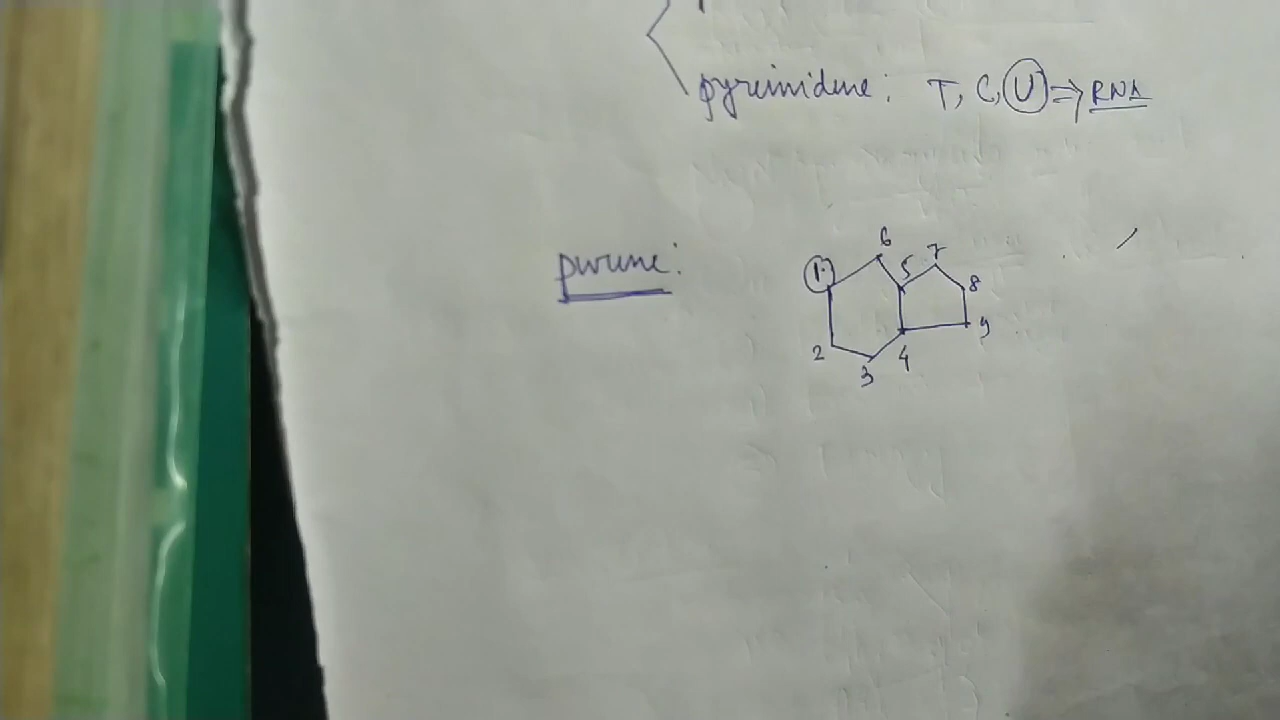 pyrimidine: T, C, U ⇒ RNA
purine:
6
1 5 7
8
2 4 9
3